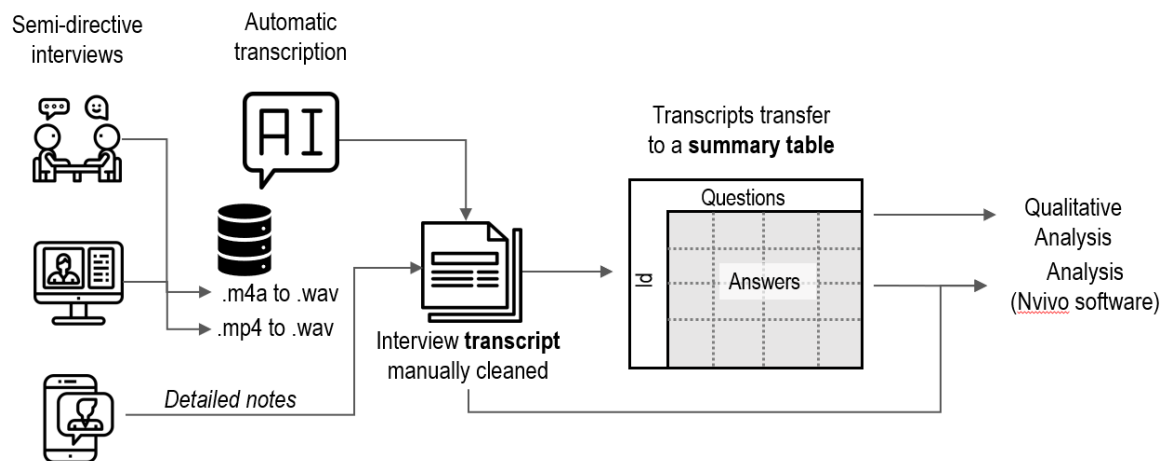 Semi-directive
interviews
Automatic
transcription
AI
.m4a to .wav
.mp4 to .wav
Detailed notes
Interview transcript
manually cleaned
Transcripts transfer
to a summary table
Questions
Id
Answers
Qualitative
Analysis
Analysis
(Nvivo software)